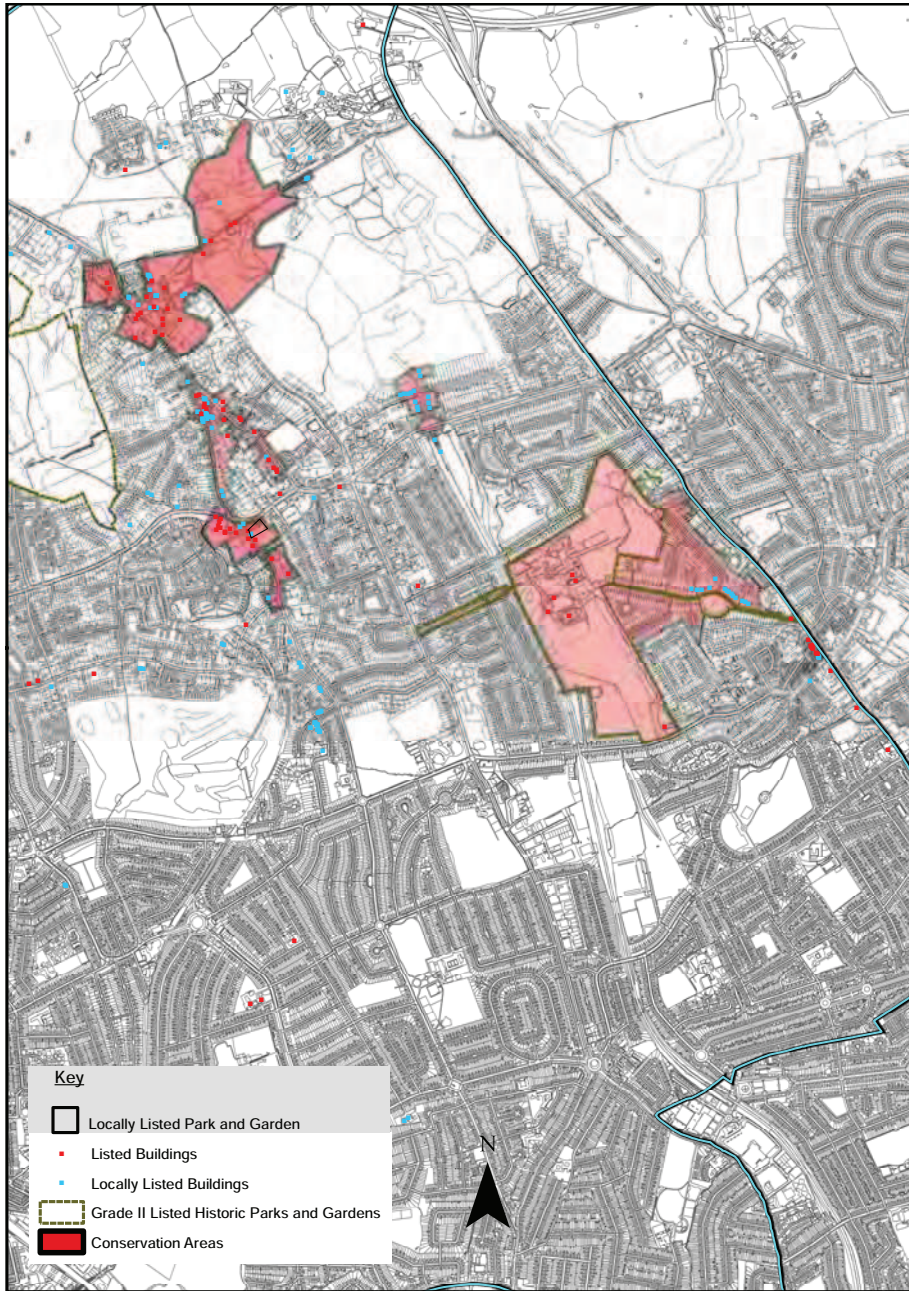 N
Key
Locally Listed Park and Garden
Listed Buildings
Locally Listed Buildings
Grade II Listed Historic Parks and Gardens
Conservation Areas